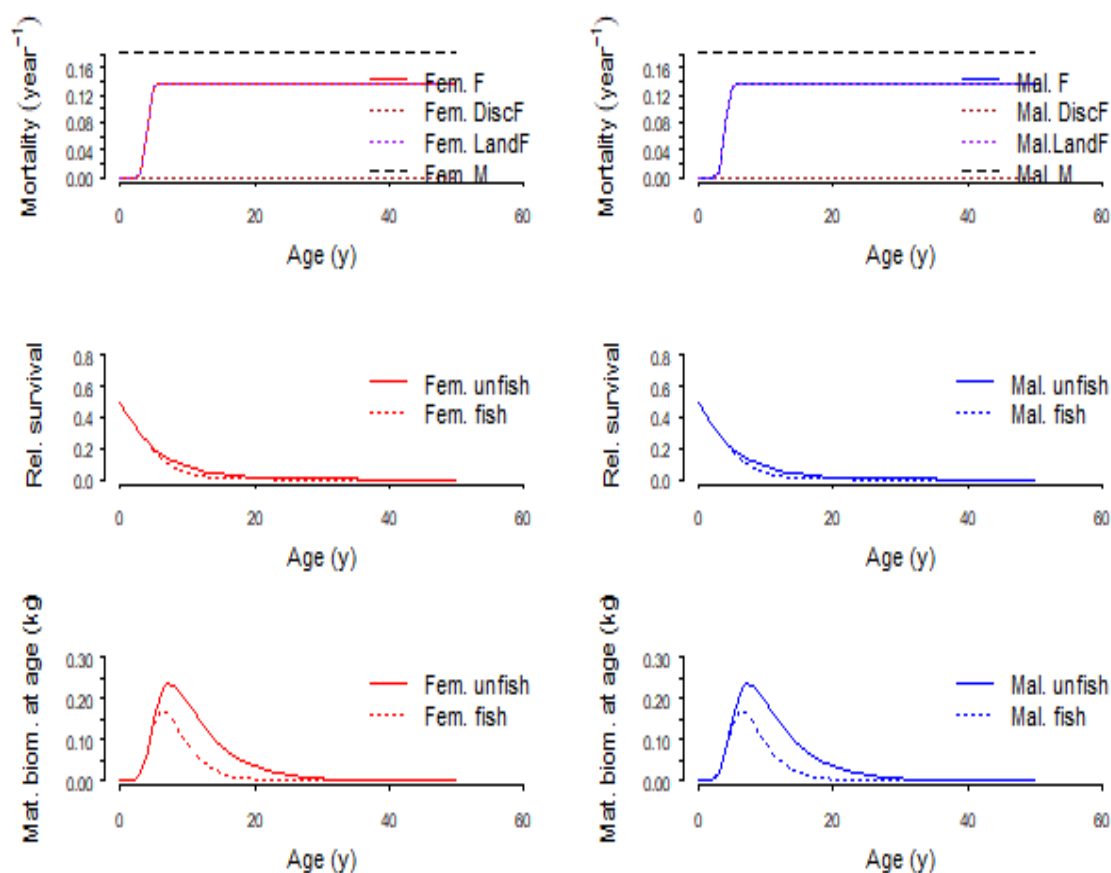 Mortality (year⁻¹)
0.16
0.12
0.08
0.04
0.00
Fem. F
Fem. DiscF
Fem. LandF
Fem. M
0 20 40 60
Age (y)
Mortality (year⁻¹)
0.16
0.12
0.08
0.04
0.00
Mal. F
Mal. DiscF
Mal.LandF
Mal. M
0 20 40 60
Age (y)
Rel. survival
0.8
0.6
0.4
0.2
0.0
Fem. unfish
Fem. fish
0 20 40 60
Age (y)
Rel. survival
0.8
0.6
0.4
0.2
0.0
Mal. unfish
Mal. fish
0 20 40 60
Age (y)
Mat. biom. at age (kg)
0.30
0.20
0.10
0.00
Fem. unfish
Fem. fish
0 20 40 60
Age (y)
Mat. biom. at age (kg)
0.30
0.20
0.10
0.00
Mal. unfish
Mal. fish
0 20 40 60
Age (y)